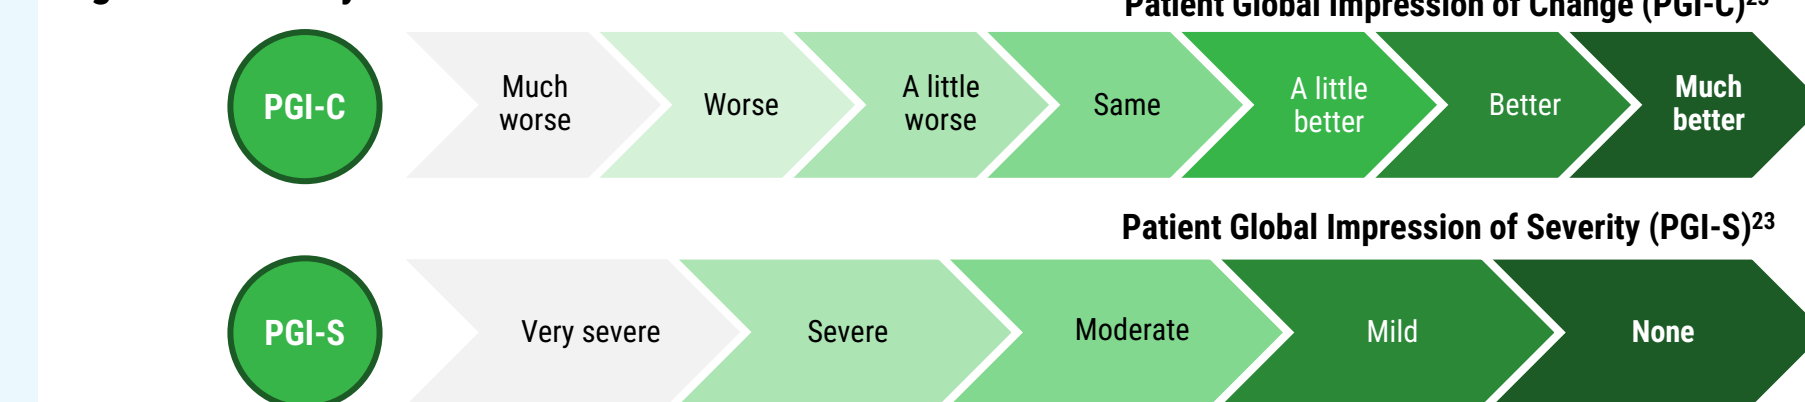 Patient Global Impression of Change (PGI-C)23
PGI-C
Much
worse
Worse
A little
worse
Same
A little
better
Better
Much
better
Patient Global Impression of Severity (PGI-S)23
PGI-S
Very severe
Severe
Moderate
Mild
None